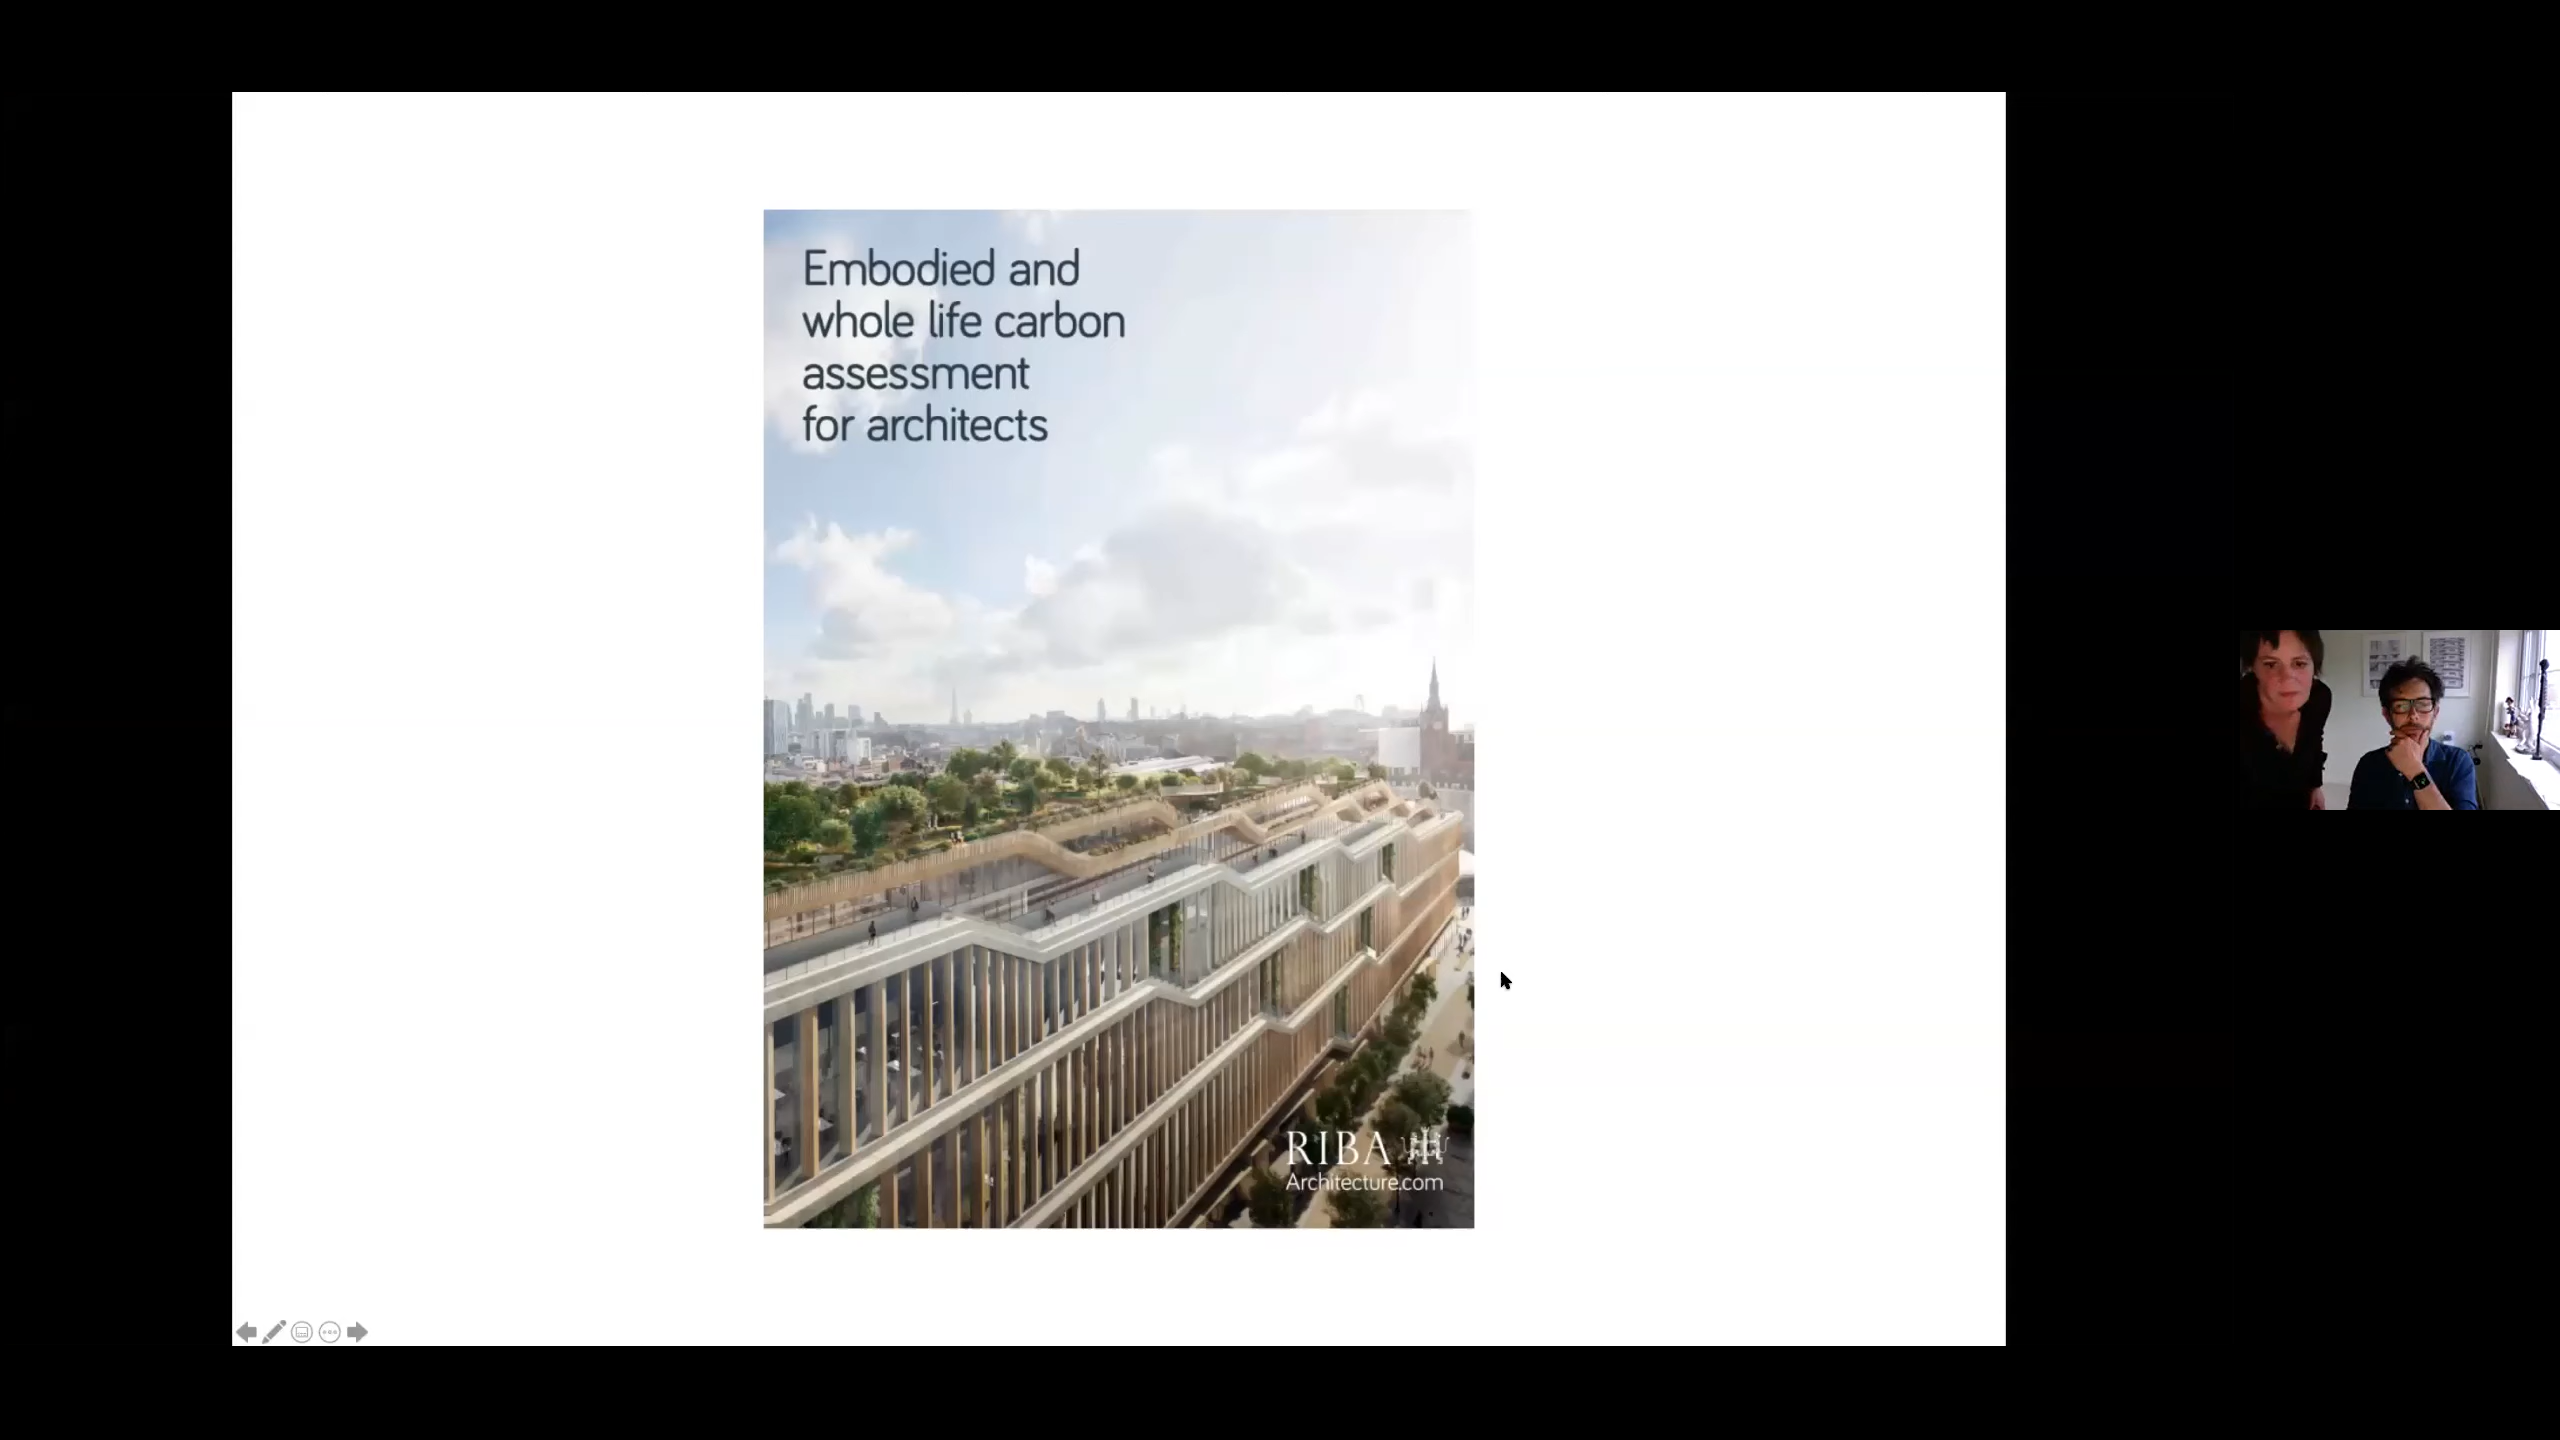 Embodied and
whole life carbon
assessment
for architects
RIBA
Architecture.com